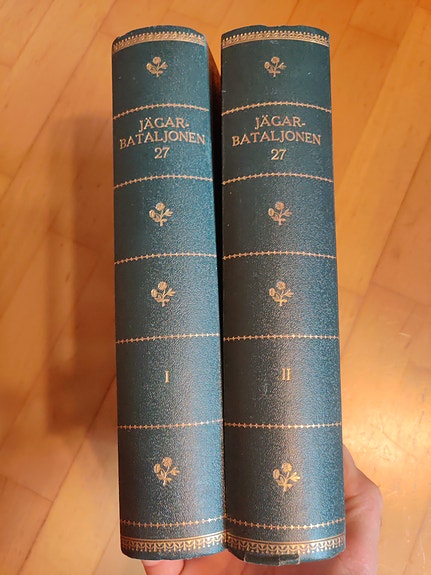 JÄGAR-
BATALJONEN
27
I
JÄGAR-
BATALJONEN
27
II